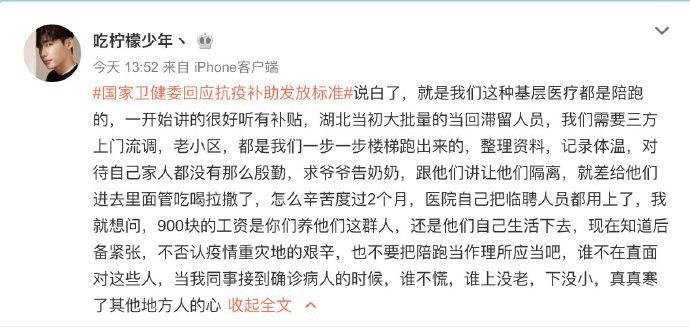 吃柠檬少年丶
今天 13:52 来自 iPhone客户端
#国家卫健委回应抗疫补助发放标准#说白了，就是我们这种基层医疗都是陪跑
的，一开始讲的很好听有补贴，湖北当初大批量的当回滞留人员，我们需要三方
上门流调，老小区，都是我们一步一步楼梯跑出来的，整理资料，记录体温，对
待自己家人都没有那么殷勤，求爷爷告奶奶，跟他们讲让他们隔离，就差给他们
进去里面管吃喝拉撒了，怎么辛苦度过2个月，医院自己把临聘人员都用上了，我
就想问，900块的工资是你们养他们这群人，还是他们自己生活下去，现在知道后
备紧张，不否认疫情重灾地的艰辛，也不要把陪跑当作理所应当吧，谁不在直面
对这些人，当我同事接到确诊病人的时候，谁不慌，谁上没老，下没小，真真寒
了其他地方人的心 收起全文